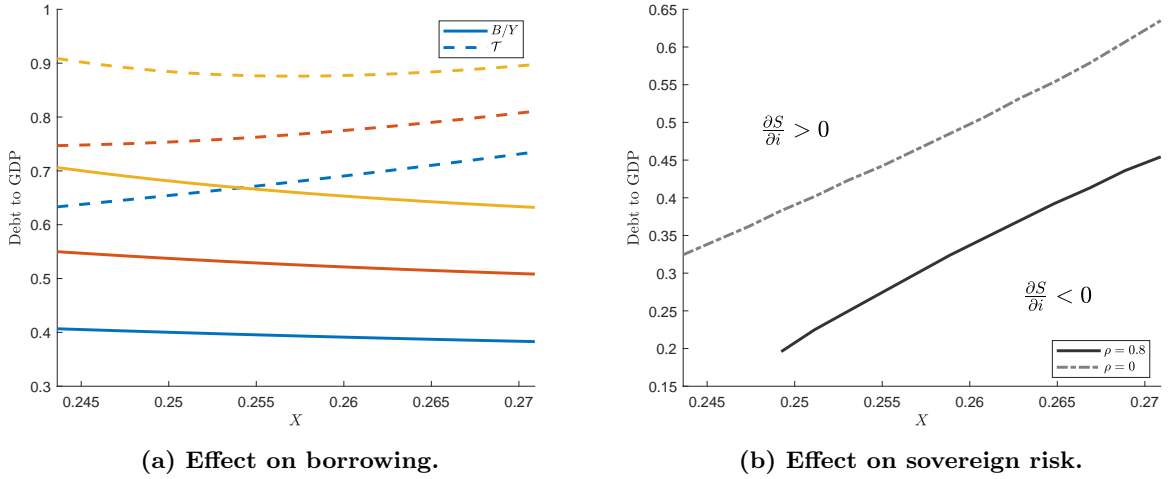 1
0.9
0.8
0.7
0.6
0.5
0.4
0.3
Debt to GDP
B/Y
𝒯
0.245
0.25
0.255
0.26
0.265
0.27
X
(a) Effect on borrowing.
0.65
0.6
0.55
0.5
0.45
0.4
0.35
0.3
0.25
0.2
0.15
Debt to GDP
∂S/∂i > 0
∂S/∂i < 0
ρ = 0.8
ρ = 0
0.245
0.25
0.255
0.26
0.265
0.27
X
(b) Effect on sovereign risk.